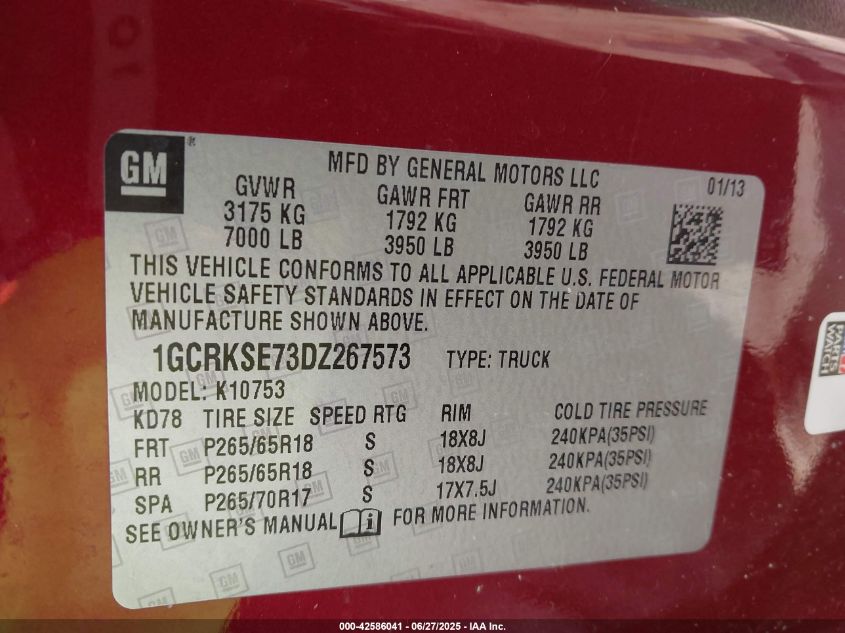 GM
MFD BY GENERAL MOTORS LLC
01/13
GVWR GAWR FRT GAWR RR
3175 KG 1792 KG 1792 KG
7000 LB 3950 LB 3950 LB
THIS VEHICLE CONFORMS TO ALL APPLICABLE U.S. FEDERAL MOTOR
VEHICLE SAFETY STANDARDS IN EFFECT ON THE DATE OF
MANUFACTURE SHOWN ABOVE.
1GCRKSE73DZ267573 TYPE: TRUCK
MODEL: K10753
KD78 TIRE SIZE SPEED RTG RIM COLD TIRE PRESSURE
FRT P265/65R18 S 18X8J 240KPA(35PSI)
RR P265/65R18 S 18X8J 240KPA(35PSI)
SPA P265/70R17 S 17X7.5J 240KPA(35PSI)
SEE OWNER'S MANUAL FOR MORE INFORMATION.
PARTS
WATCH
000-42586041 - 06/27/2025 - IAA Inc.